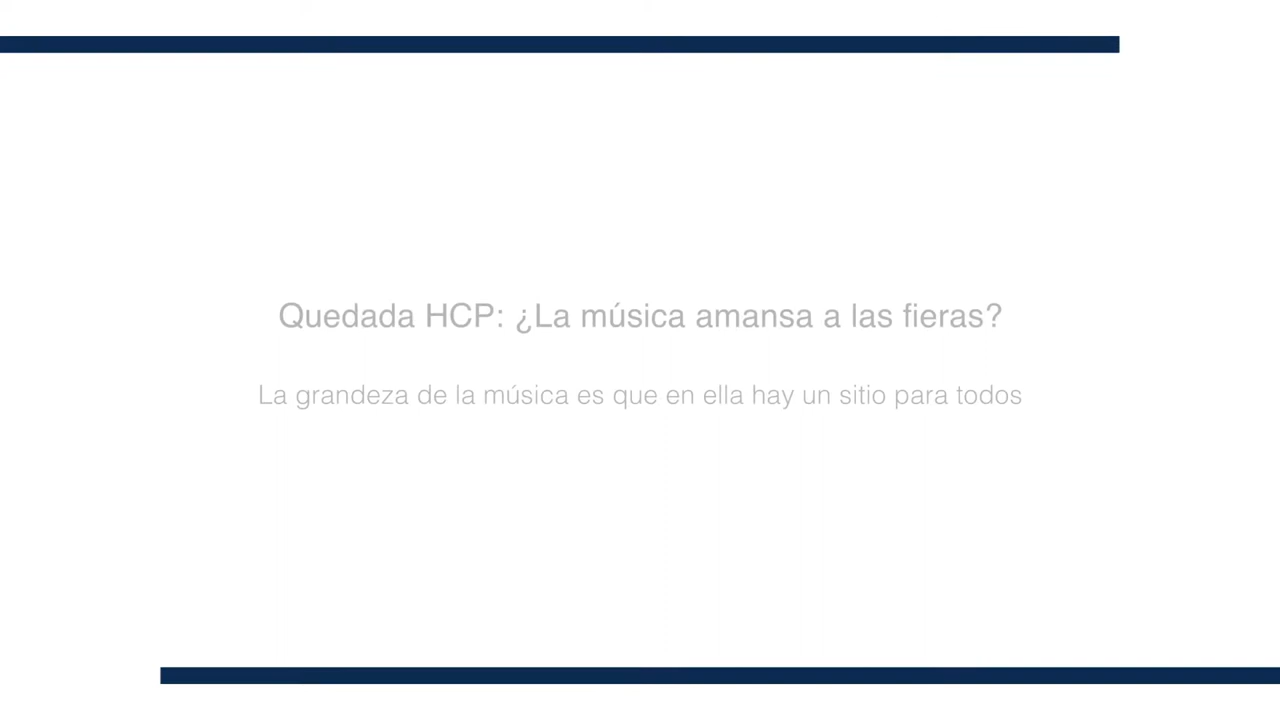 Quedada HCP: ¿La música amansa a las fieras?
La grandeza de la música es que en ella hay un sitio para todos